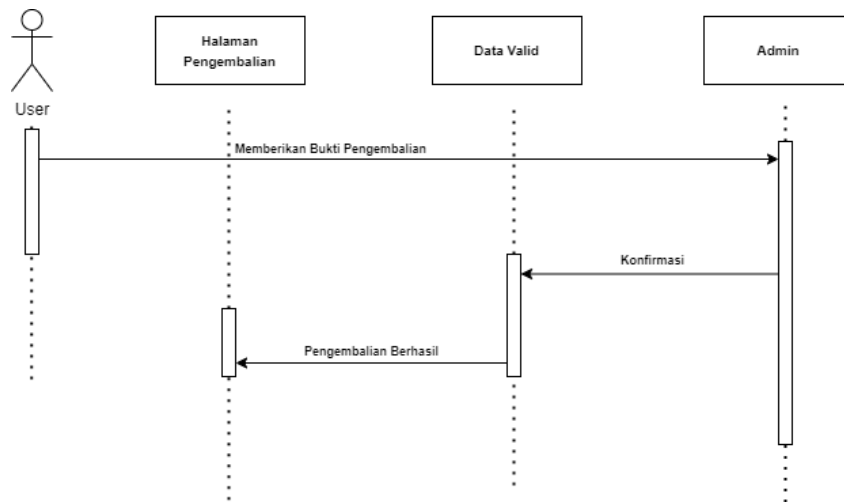 Halaman
Pengembalian
Data Valid
Admin
User
Memberikan Bukti Pengembalian
Konfirmasi
Pengembalian Berhasil